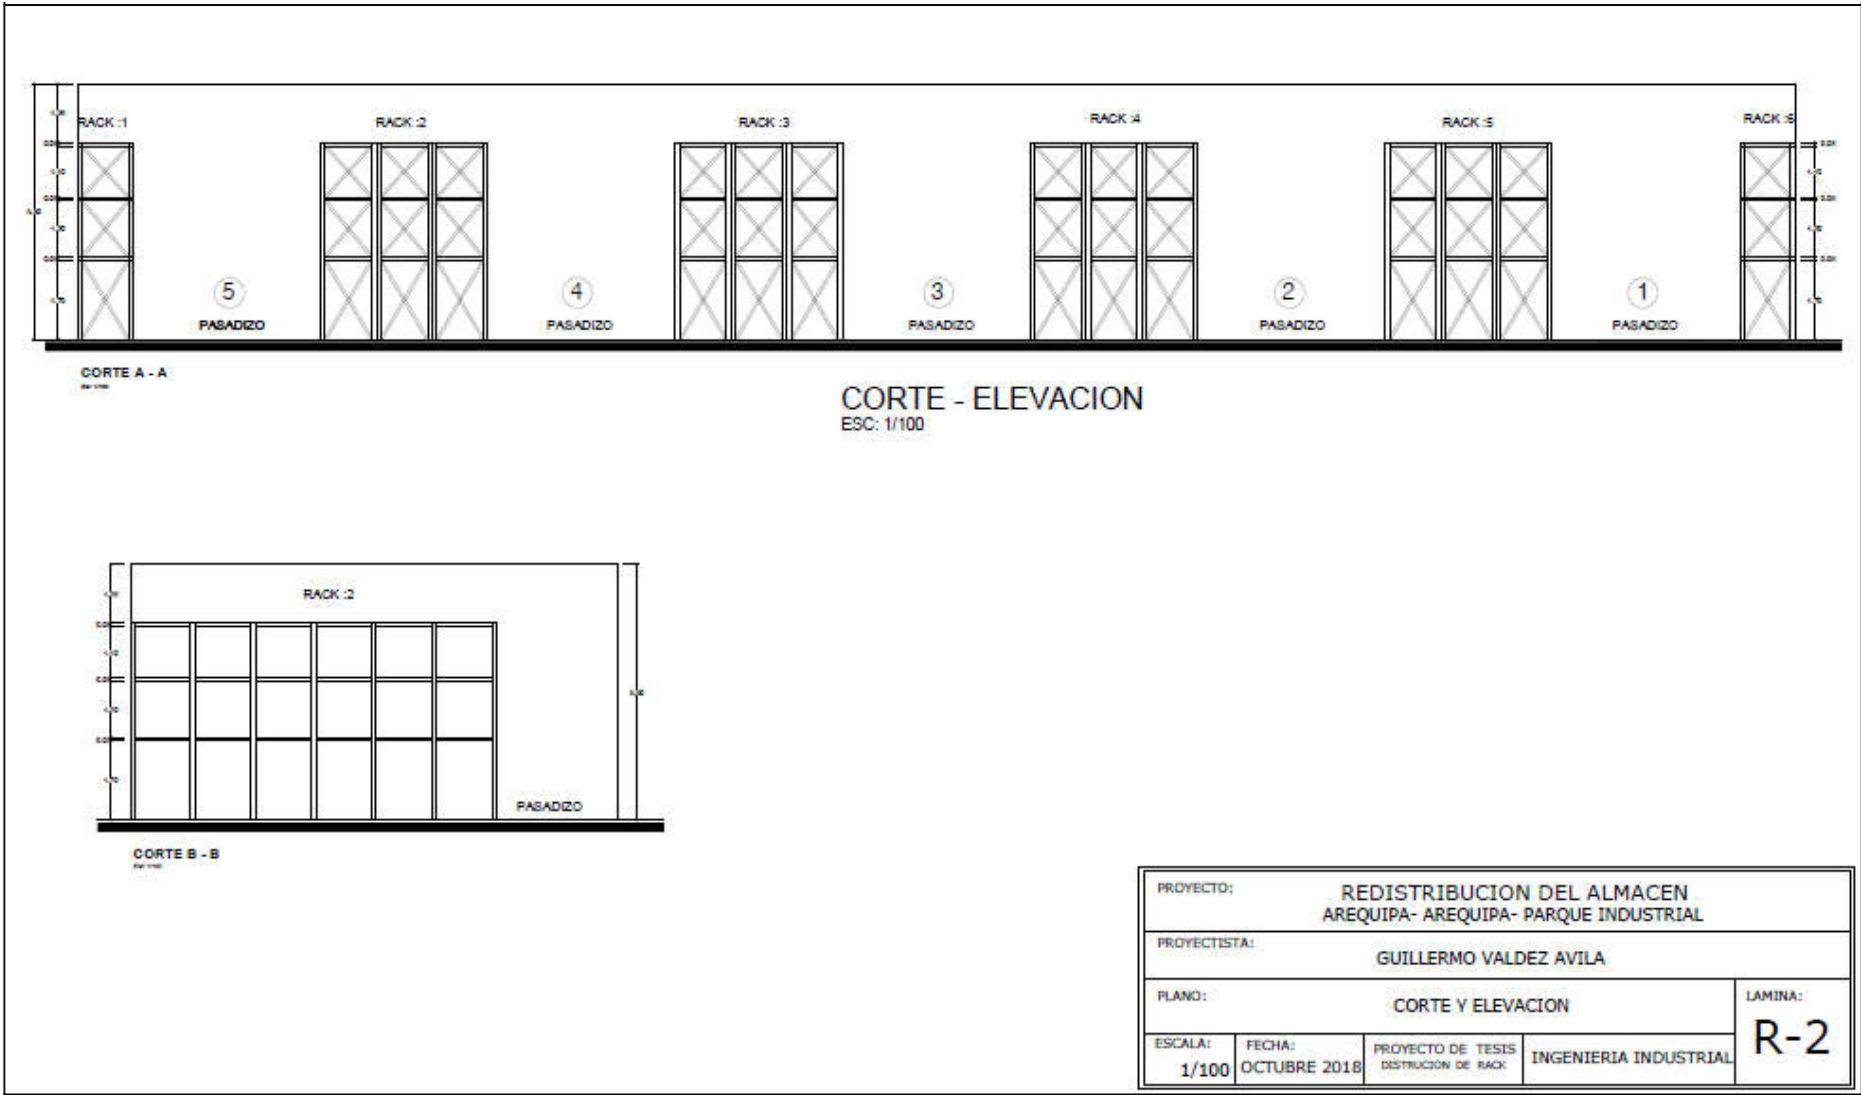 RACK :1
RACK :2
RACK :3
RACK :4
RACK :5
RACK :6
5
PASADIZO
4
PASADIZO
3
PASADIZO
2
PASADIZO
1
PASADIZO
CORTE A - A
CORTE - ELEVACION
ESC: 1/100
RACK :2
PASADIZO
CORTE B - B
PROYECTO:
REDISTRIBUCION DEL ALMACEN
AREQUIPA- AREQUIPA- PARQUE INDUSTRIAL
PROYECTISTA:
GUILLERMO VALDEZ AVILA
PLANO:
CORTE Y ELEVACION
LAMINA:
R-2
ESCALA:
1/100
FECHA:
OCTUBRE 2018
PROYECTO DE TESIS
DISTRUCION DE RACK
INGENIERIA INDUSTRIAL